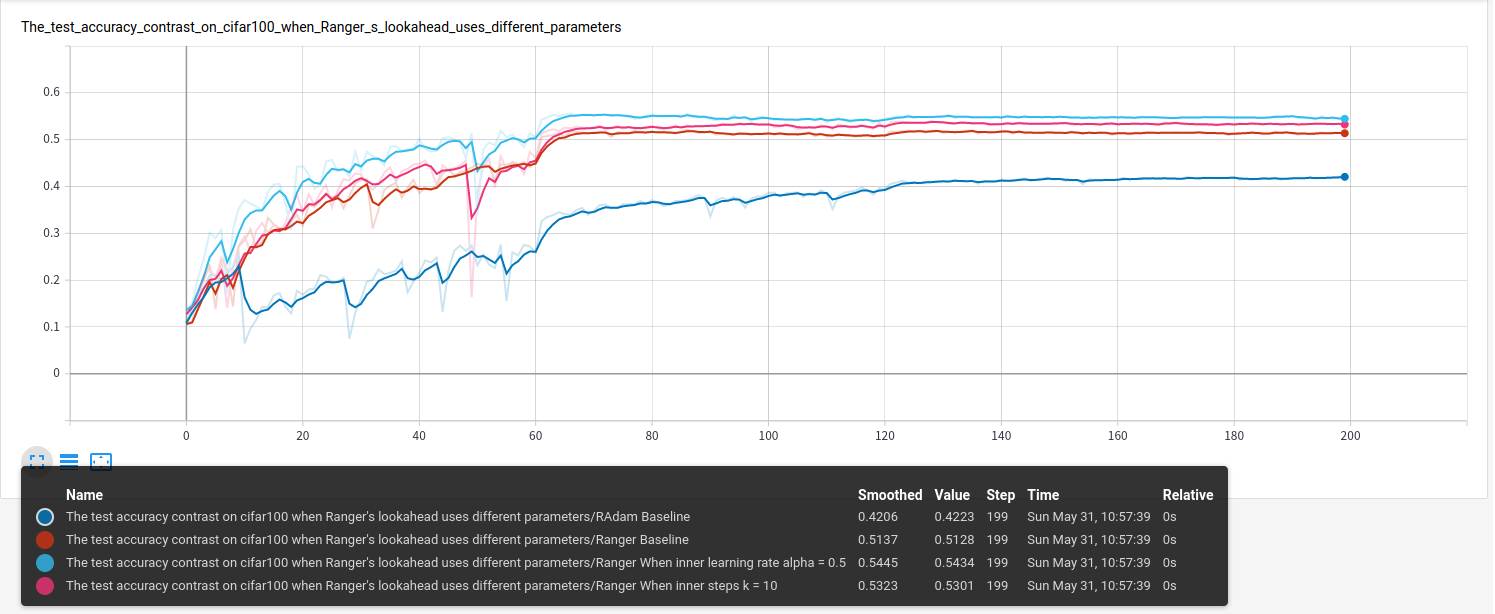 The_test_accuracy_contrast_on_cifar100_when_Ranger_s_lookahead_uses_different_parameters
0.6
0.5
0.4
0.3
0.2
0.1
0
0 20 40 60 80 100 120 140 160 180 200
Name Smoothed Value Step Time Relative
The test accuracy contrast on cifar100 when Ranger's lookahead uses different parameters/RAdam Baseline 0.4206 0.4223 199 Sun May 31, 10:57:39 0s
The test accuracy contrast on cifar100 when Ranger's lookahead uses different parameters/Ranger Baseline 0.5137 0.5128 199 Sun May 31, 10:57:39 0s
The test accuracy contrast on cifar100 when Ranger's lookahead uses different parameters/Ranger When inner learning rate alpha = 0.5 0.5445 0.5434 199 Sun May 31, 10:57:39 0s
The test accuracy contrast on cifar100 when Ranger's lookahead uses different parameters/Ranger When inner steps k = 10 0.5323 0.5301 199 Sun May 31, 10:57:39 0s